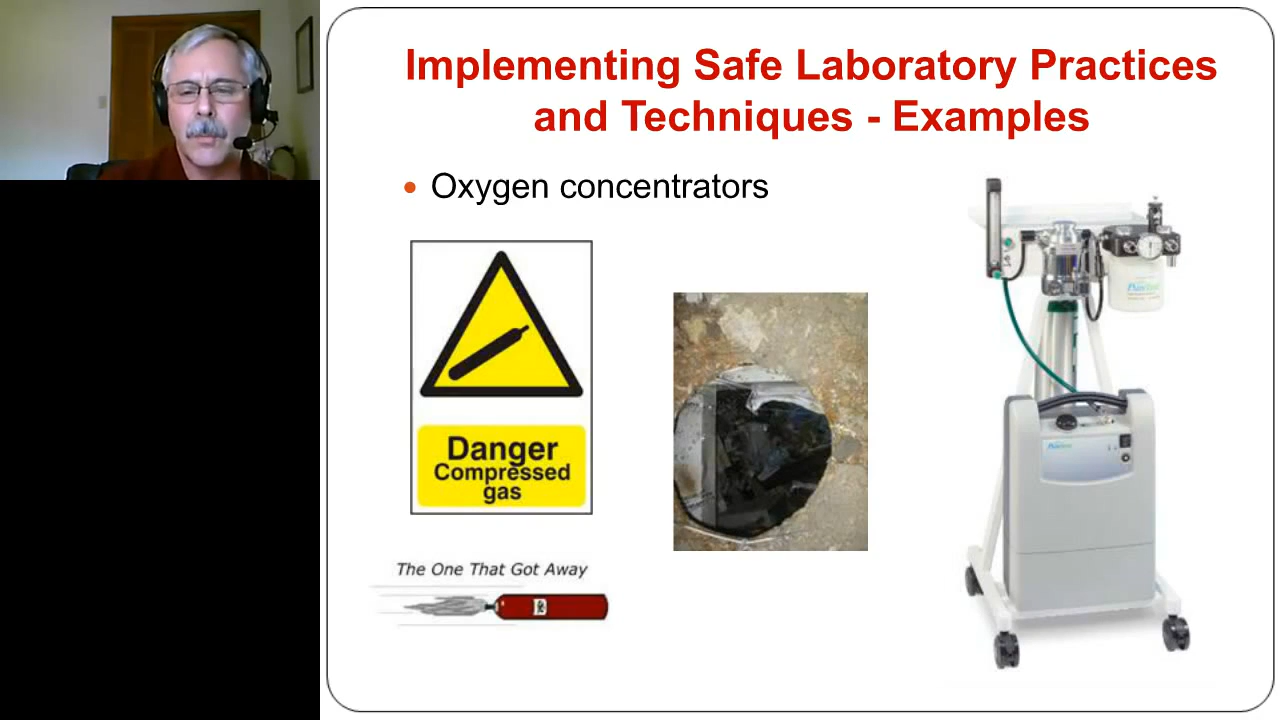 Implementing Safe Laboratory Practices
and Techniques - Examples
Oxygen concentrators
Danger
Compressed
gas
The One That Got Away